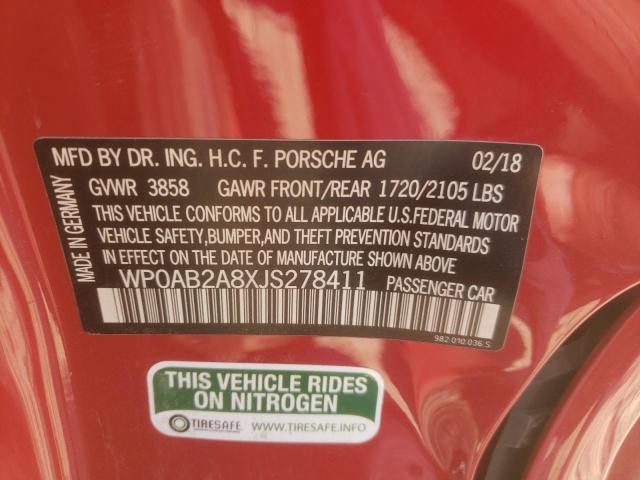 MFD BY DR. ING. H.C. F. PORSCHE AG 02/18
GVWR 3858 GAWR FRONT/REAR 1720/2105 LBS
THIS VEHICLE CONFORMS TO ALL APPLICABLE U.S.FEDERAL MOTOR
VEHICLE SAFETY,BUMPER,AND THEFT PREVENTION STANDARDS
IN EFFECT ON THE DATE OF MANUFACTURE SHOWN ABOVE
WP0AB2A8XJS278411 PASSENGER CAR
MADE IN GERMANY
982.010.036.S
THIS VEHICLE RIDES
ON NITROGEN
TIRESAFE TIRESAFE.INFO